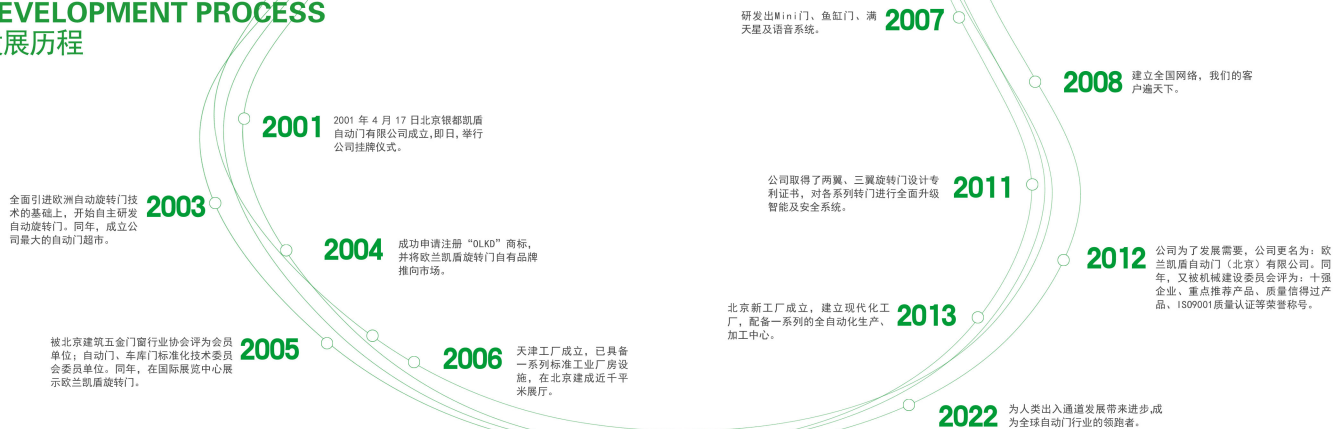 EVELOPMENT PROCESS
展历程
2001
2001 年 4 月 17 日北京银都凯盾
自动门有限公司成立,即日,举行
公司挂牌仪式。
全面引进欧洲自动旋转门技
术的基础上，开始自主研发
自动旋转门。同年，成立公
司最大的自动门超市。
2003
2004
成功申请注册“OLKD”商标，
并将欧兰凯盾旋转门自有品牌
推向市场。
被北京建筑五金门窗行业协会评为会员
单位；自动门、车库门标准化技术委员
会委员单位。同年，在国际展览中心展
示欧兰凯盾旋转门。
2005
2006
天津工厂成立，已具备
一系列标准工业厂房设
施，在北京建成近千平
米展厅。
研发出Mini门、鱼缸门、满
天星及语音系统。
2007
2008
建立全国网络，我们的客
户遍天下。
公司取得了两翼、三翼旋转门设计专
利证书，对各系列转门进行全面升级
智能及安全系统。
2011
2012
公司为了发展需要，公司更名为：欧
兰凯盾自动门（北京）有限公司。同
年，又被机械建设委员会评为：十强
企业、重点推荐产品、质量信得过产
品、ISO9001质量认证等荣誉称号。
北京新工厂成立，建立现代化工
厂，配备一系列的全自动化生产、
加工中心。
2013
2022
为人类出入通道发展带来进步,成
为全球自动门行业的领跑者。